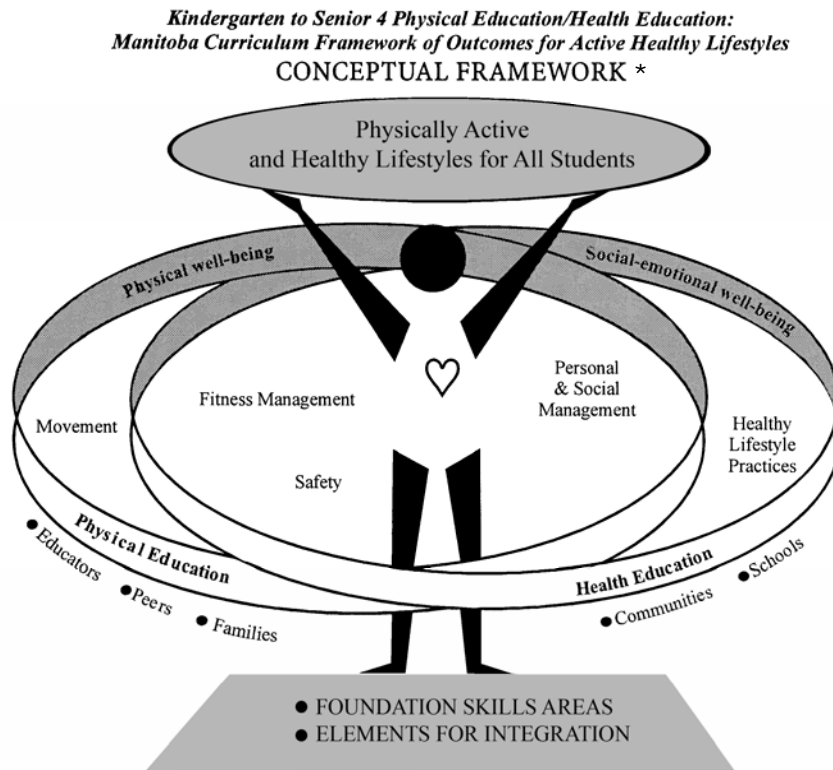 Kindergarten to Senior 4 Physical Education/Health Education:
Manitoba Curriculum Framework of Outcomes for Active Healthy Lifestyles
CONCEPTUAL FRAMEWORK *
Physically Active
and Healthy Lifestyles for All Students
Physical well-being
Social-emotional well-being
Movement
Fitness Management
Safety
Personal
& Social
Management
Healthy
Lifestyle
Practices
Physical Education
Health Education
● Educators
● Peers
● Families
● Communities
● Schools
● FOUNDATION SKILLS AREAS
● ELEMENTS FOR INTEGRATION